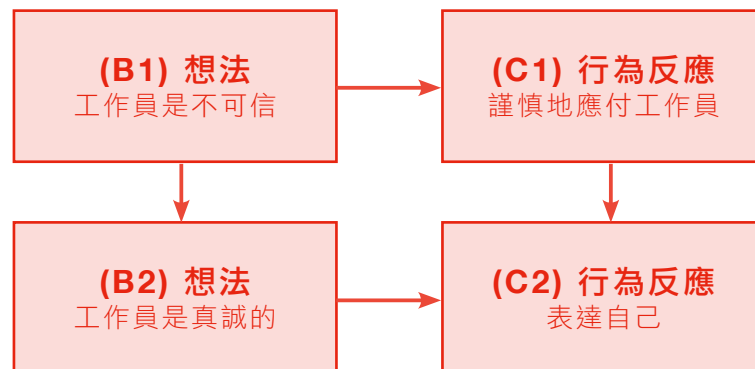 (B1) 想法
工作員是不可信
(C1) 行為反應
謹慎地應付工作員
(B2) 想法
工作員是真誠的
(C2) 行為反應
表達自己